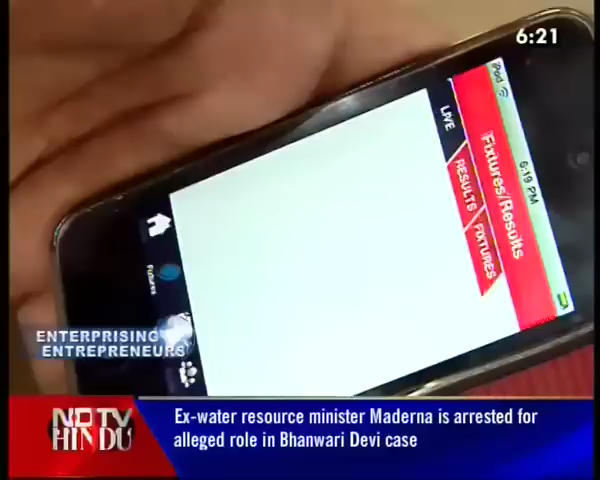 6:21
iPod
6:19 PM
Fixtures/Results
LIVE
RESULTS
FIXTURES
ENTERPRISING
ENTREPRENEURS
NDTV
HINDU
Ex-water resource minister Maderna is arrested for
alleged role in Bhanwari Devi case